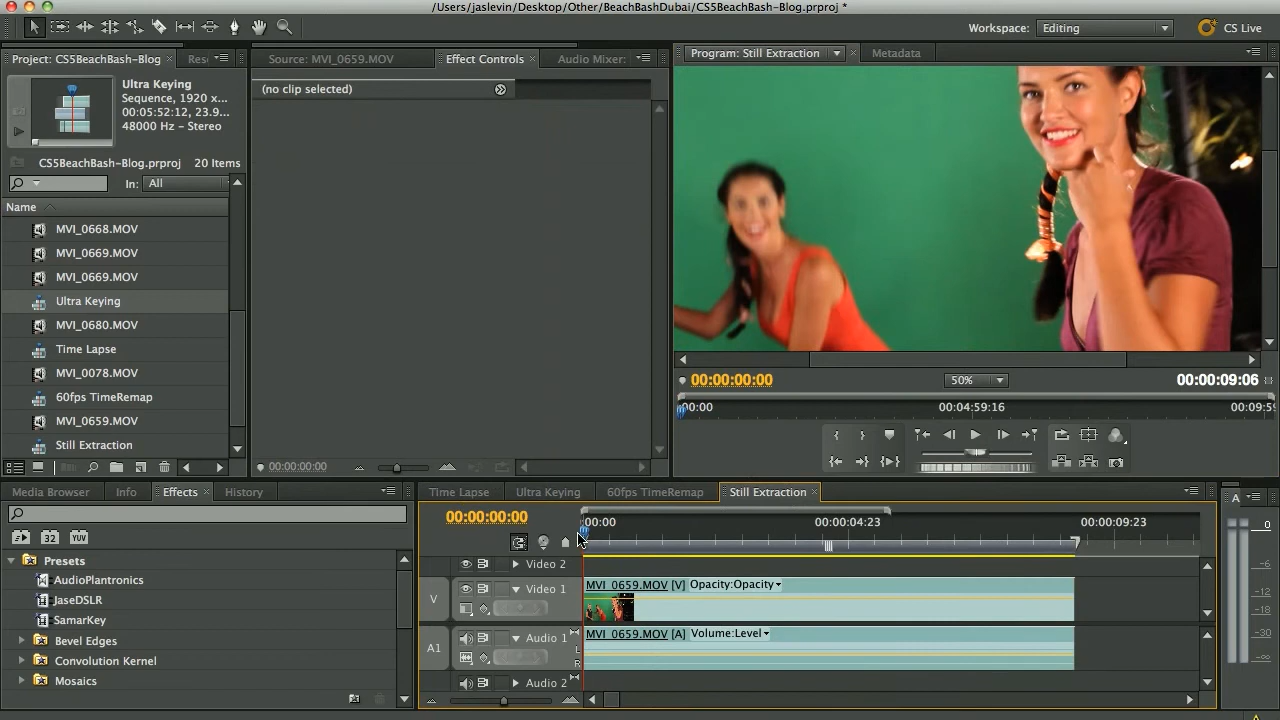 /Users/jaslevin/Desktop/Other/BeachBashDubai/CS5BeachBash-Blog.prproj *
Workspace: Editing CS Live
Project: CS5BeachBash-Blog
Ultra Keying
Sequence, 1920 x...
00:05:52:12, 23.9...
48000 Hz - Stereo
CS5BeachBash-Blog.prproj 20 Items
In: All
Name
MVI_0668.MOV
MVI_0669.MOV
MVI_0669.MOV
Ultra Keying
MVI_0680.MOV
Time Lapse
MVI_0078.MOV
60fps TimeRemap
MVI_0659.MOV
Still Extraction
Source: MVI_0659.MOV Effect Controls Audio Mixer:
(no clip selected)
00:00:00:00
Program: Still Extraction Metadata
00:00:00:00 50% 00:00:09:06
00:00 00:04:59:16 00:09:59
Media Browser Info Effects History
32 YUV
Presets
AudioPlantronics
JaseDSLR
SamarKey
Bevel Edges
Convolution Kernel
Mosaics
Time Lapse Ultra Keying 60fps TimeRemap Still Extraction
00:00:00:00 00:00 00:04:23 00:09:23
Video 2
V Video 1 MVI_0659.MOV [V] Opacity:Opacity
A1 Audio 1 MVI_0659.MOV [A] Volume:Level
L
R
Audio 2
A
0
-6
-12
-18
-30
-∞